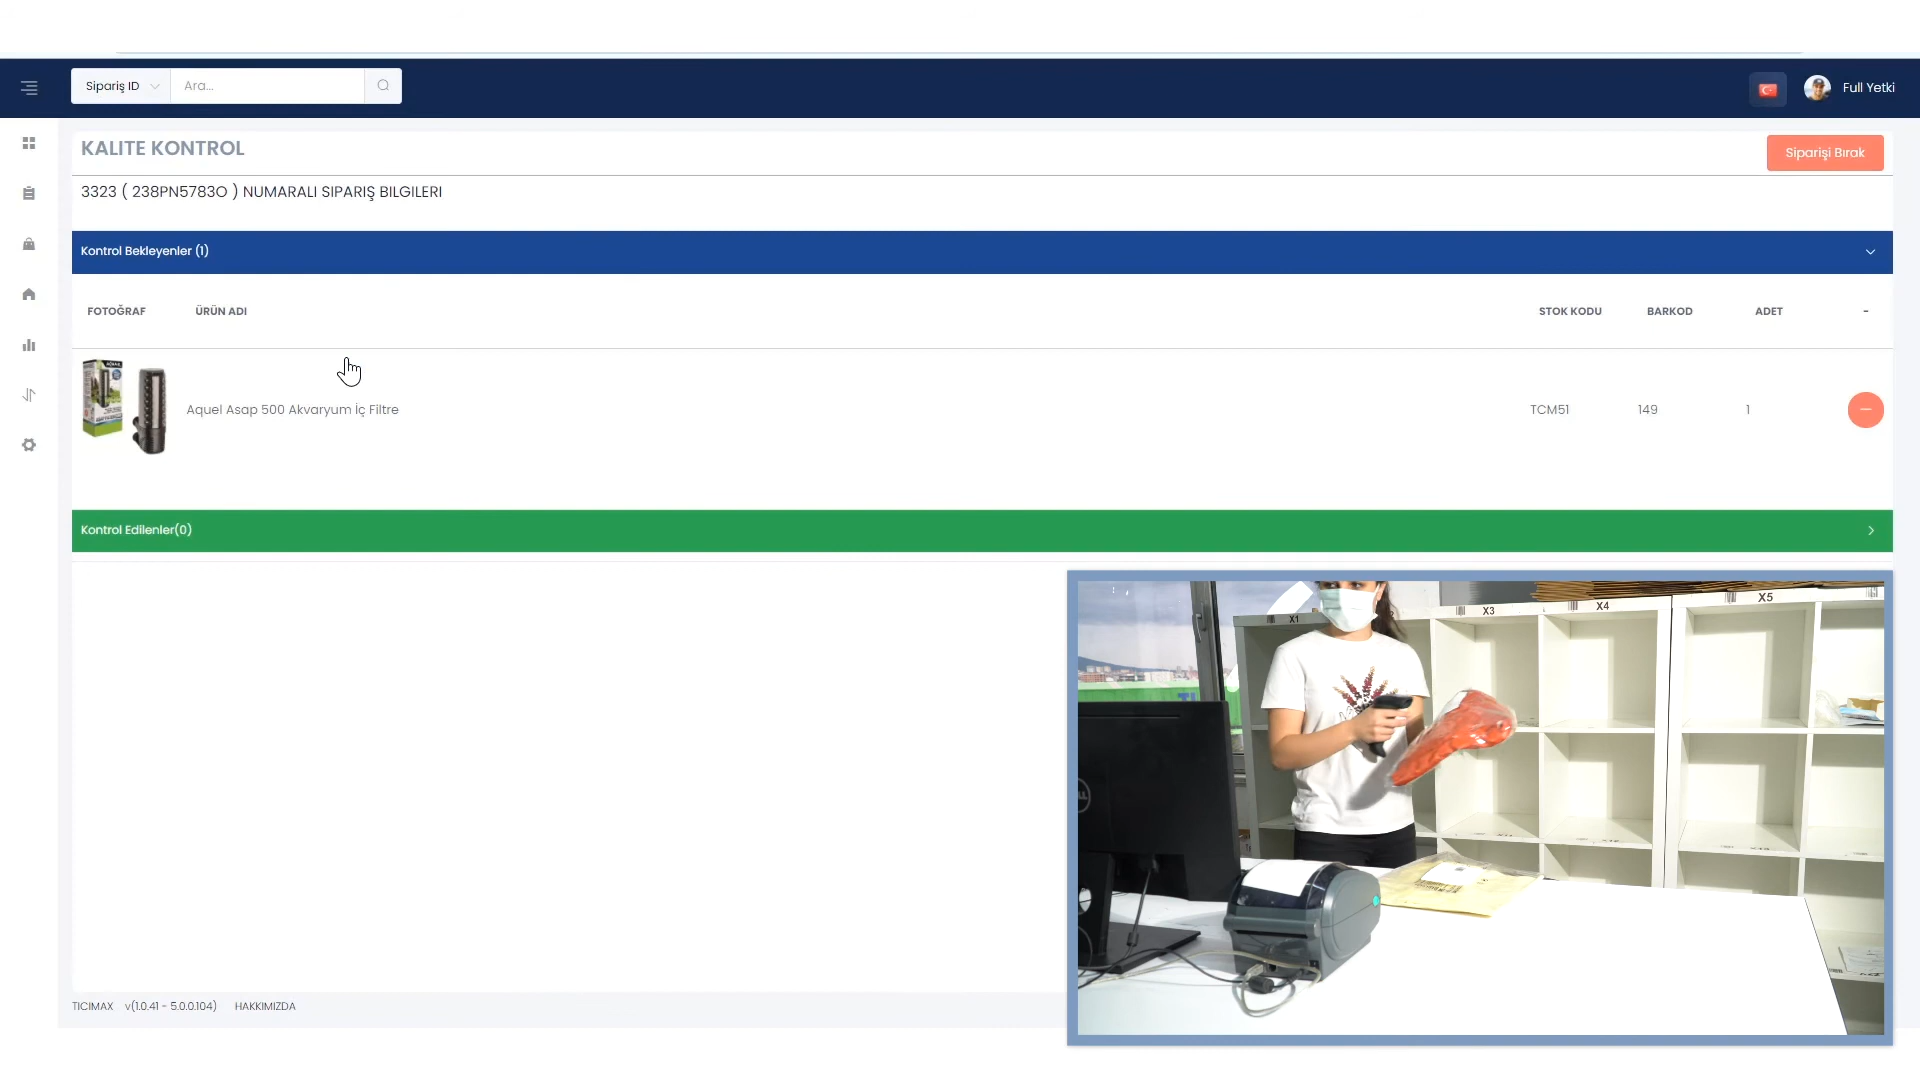 Sipariş ID
Ara...
Full Yetki
KALITE KONTROL
Siparişi Bırak
3323 ( 238PN5783O ) NUMARALI SIPARIŞ BILGILERI
Kontrol Bekleyenler (1)
FOTOĞRAF ÜRÜN ADI STOK KODU BARKOD ADET -
Aquel Asap 500 Akvaryum İç Filtre TCM51 149 1
Kontrol Edilenler(0)
X1 X3 X4 X5
TICIMAX v(1.0.41 - 5.0.0.104) HAKKIMIZDA